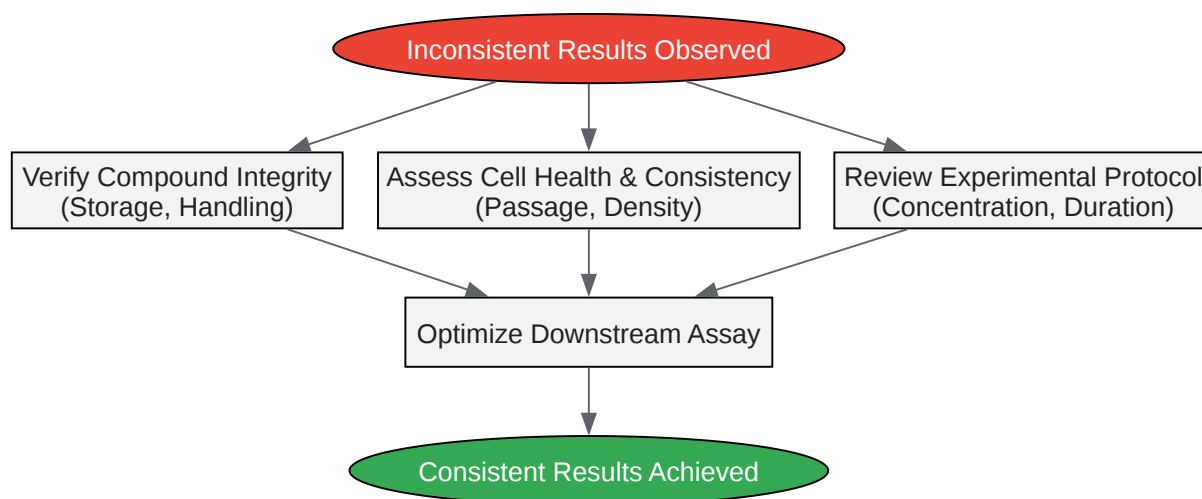 Inconsistent Results Observed
Verify Compound Integrity
(Storage, Handling)
Assess Cell Health & Consistency
(Passage, Density)
Review Experimental Protocol
(Concentration, Duration)
Optimize Downstream Assay
Consistent Results Achieved